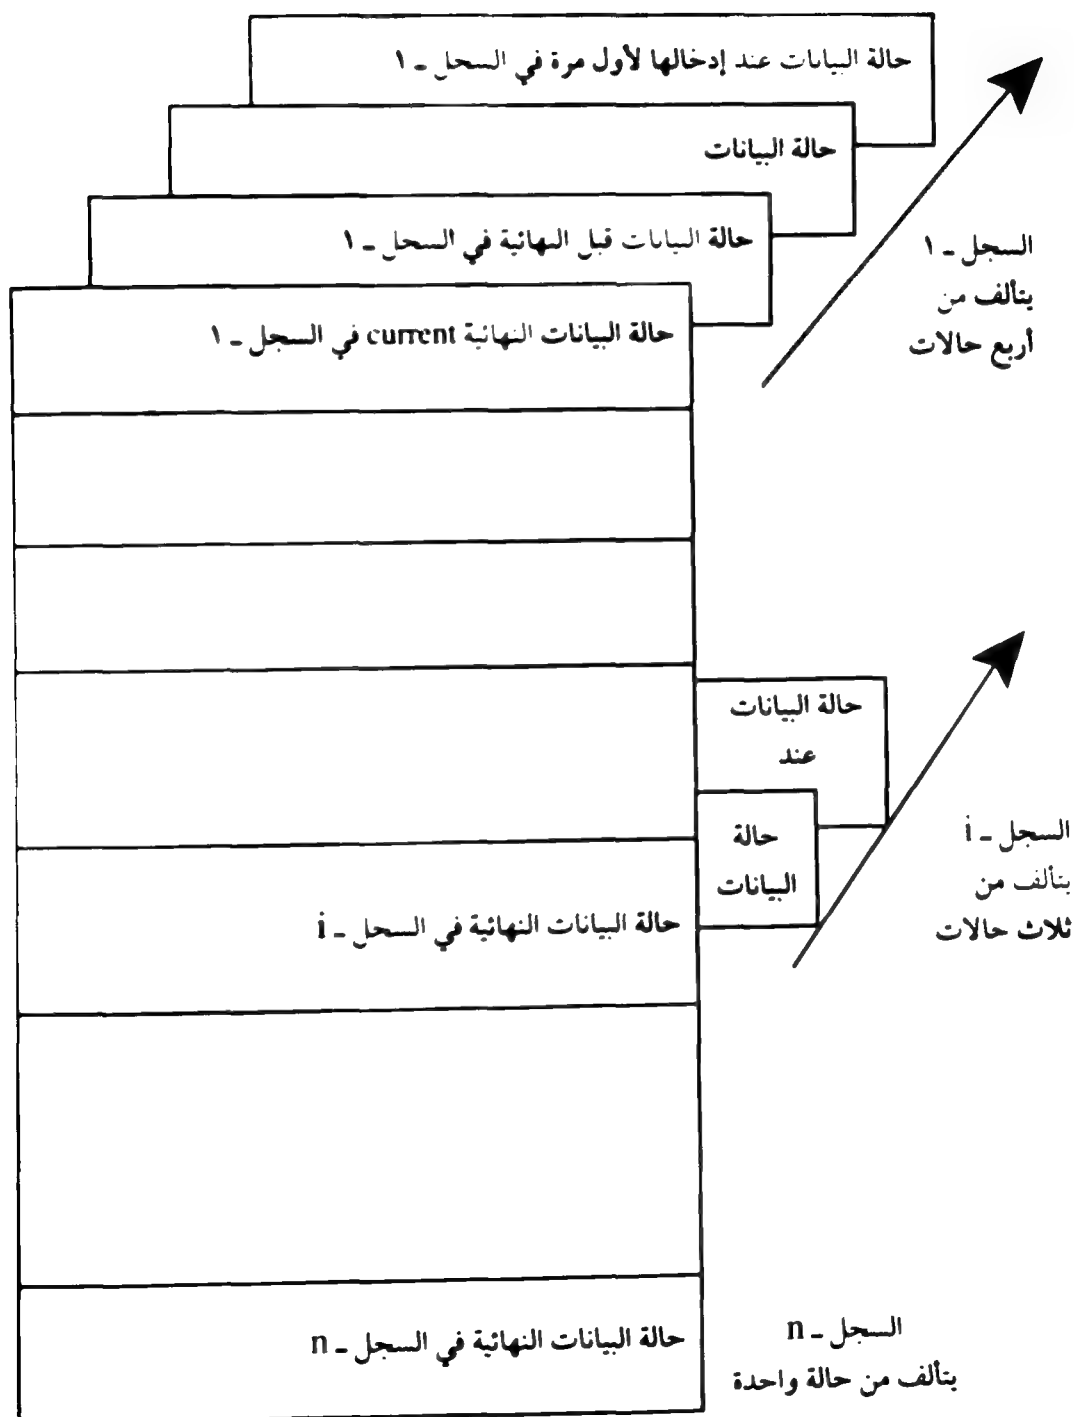 حالة البيانات عند إدخالها لأول مرة في السجل ـ ١
حالة البيانات
حالة البيانات قبل النهائية في السجل ـ ١
حالة البيانات النهائية current في السجل ـ ١
السجل ـ ١
يتألف من
أربع حالات
حالة البيانات
عند
حالة
البيانات
حالة البيانات النهائية في السجل ـ i
السجل ـ i
يتألف من
ثلاث حالات
حالة البيانات النهائية في السجل ـ n
السجل ـ n
يتألف من حالة واحدة